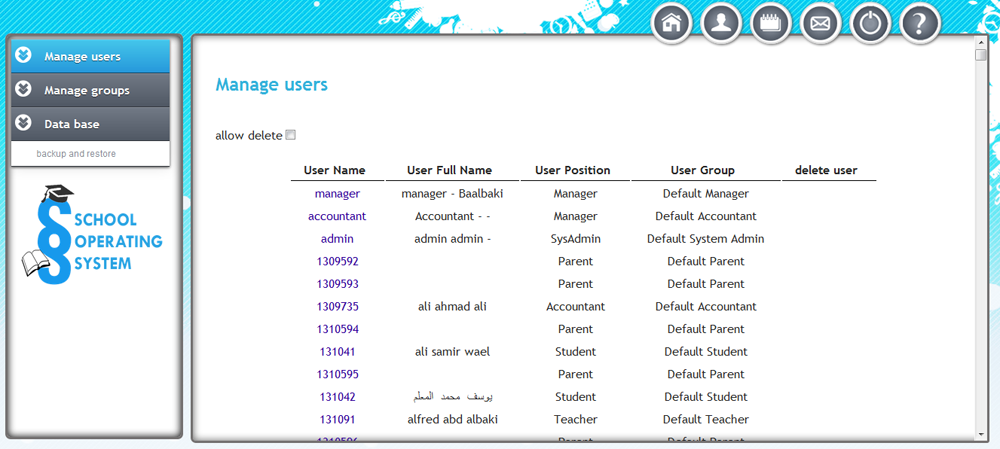 Manage users
Manage groups
Data base
backup and restore
SCHOOL
OPERATING
SYSTEM
?
Manage users
allow delete
User Name User Full Name User Position User Group delete user
manager manager - Baalbaki Manager Default Manager
accountant Accountant - - Manager Default Accountant
admin admin admin - SysAdmin Default System Admin
1309592 Parent Default Parent
1309593 Parent Default Parent
1309735 ali ahmad ali Accountant Default Accountant
1310594 Parent Default Parent
131041 ali samir wael Student Default Student
1310595 Parent Default Parent
131042 يوسف محمد المعلم Student Default Student
131091 alfred abd albaki Teacher Default Teacher
1310596 Parent Default Parent